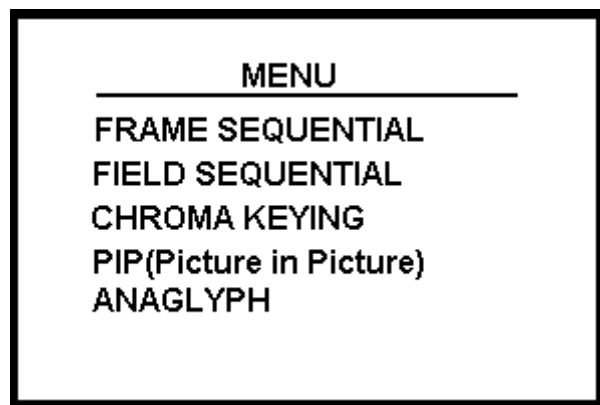 MENU
FRAME SEQUENTIAL
FIELD SEQUENTIAL
CHROMA KEYING
PIP(Picture in Picture)
ANAGLYPH